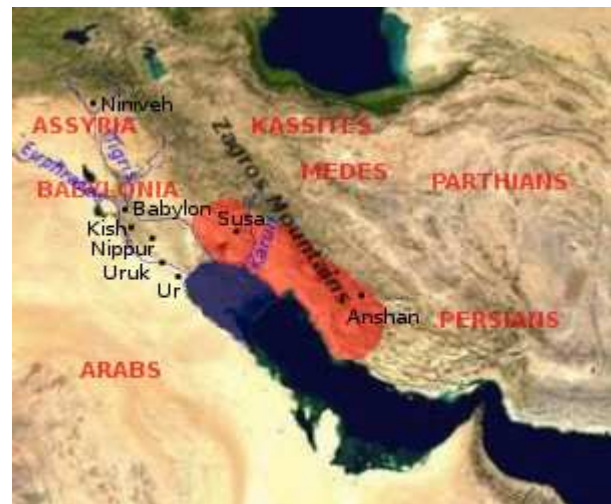 Niniveh
ASSYRIA
KASSITES
Zagros Mountains
Tigris
MEDES
Euphrates
BABYLONIA
PARTHIANS
Babylon
Susa
Kish
Karun
Nippur
Uruk
Ur
Anshan
PERSIANS
ARABS